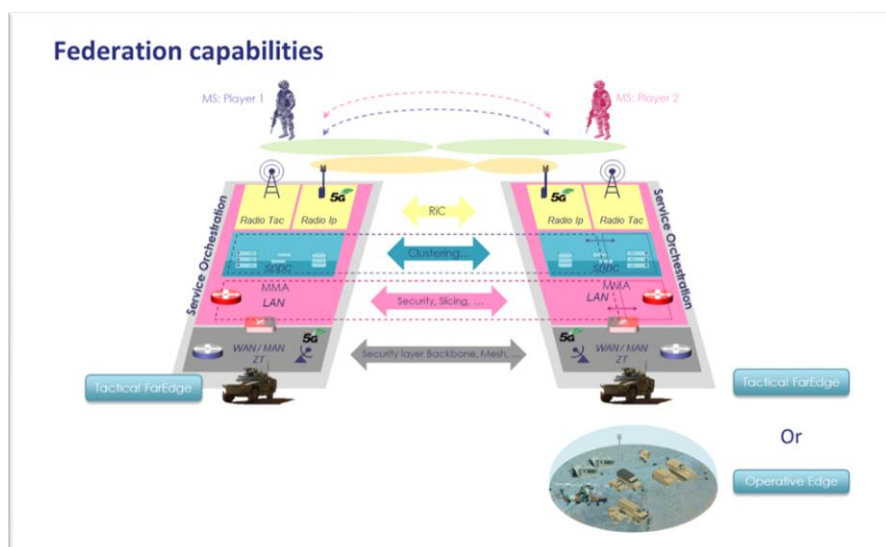 Federation capabilities
MS: Player 1
MS: Player 2
5G
5G
Radio Tac
Radio Ip
RIC
Radio Ip
Radio Tac
Service Orchestration
Service Orchestration
Clustering...
SDDC
SDDC
MMA
LAN
Security, Slicing, ...
MMA
LAN
5G
5G
WAN / MAN
ZT
Security layer Backbone, Mesh, ...
WAN / MAN
ZT
Tactical FarEdge
Tactical FarEdge
Or
Operative Edge